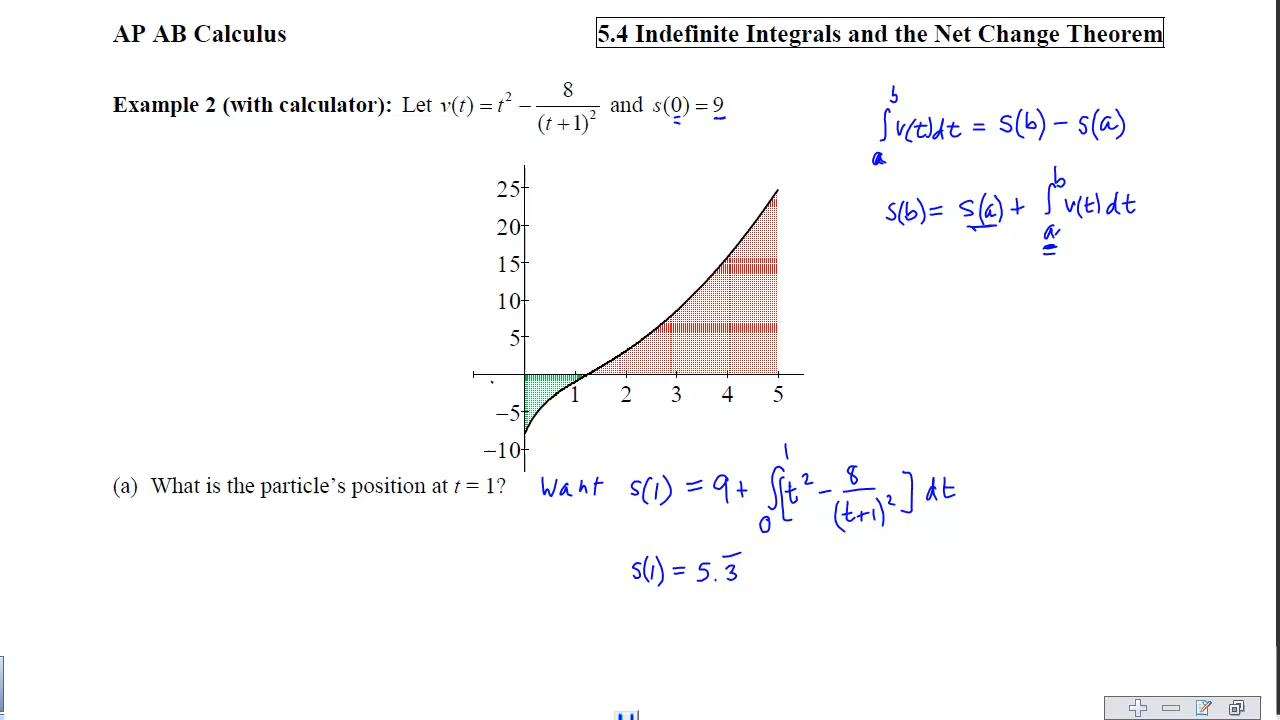 AP AB Calculus
5.4 Indefinite Integrals and the Net Change Theorem
Example 2 (with calculator): Let v(t) = t² − 8/(t+1)² and s(0) = 9
∫ₐᵇ v(t)dt = s(b) − s(a)
s(b) = s(a) + ∫ₐᵇ v(t)dt
25
20
15
10
5
−5
−10
1 2 3 4 5
(a) What is the particle's position at t = 1? Want s(1) = 9 + ∫₀¹ [t² − 8/(t+1)²] dt
s(1) = 5.3̅